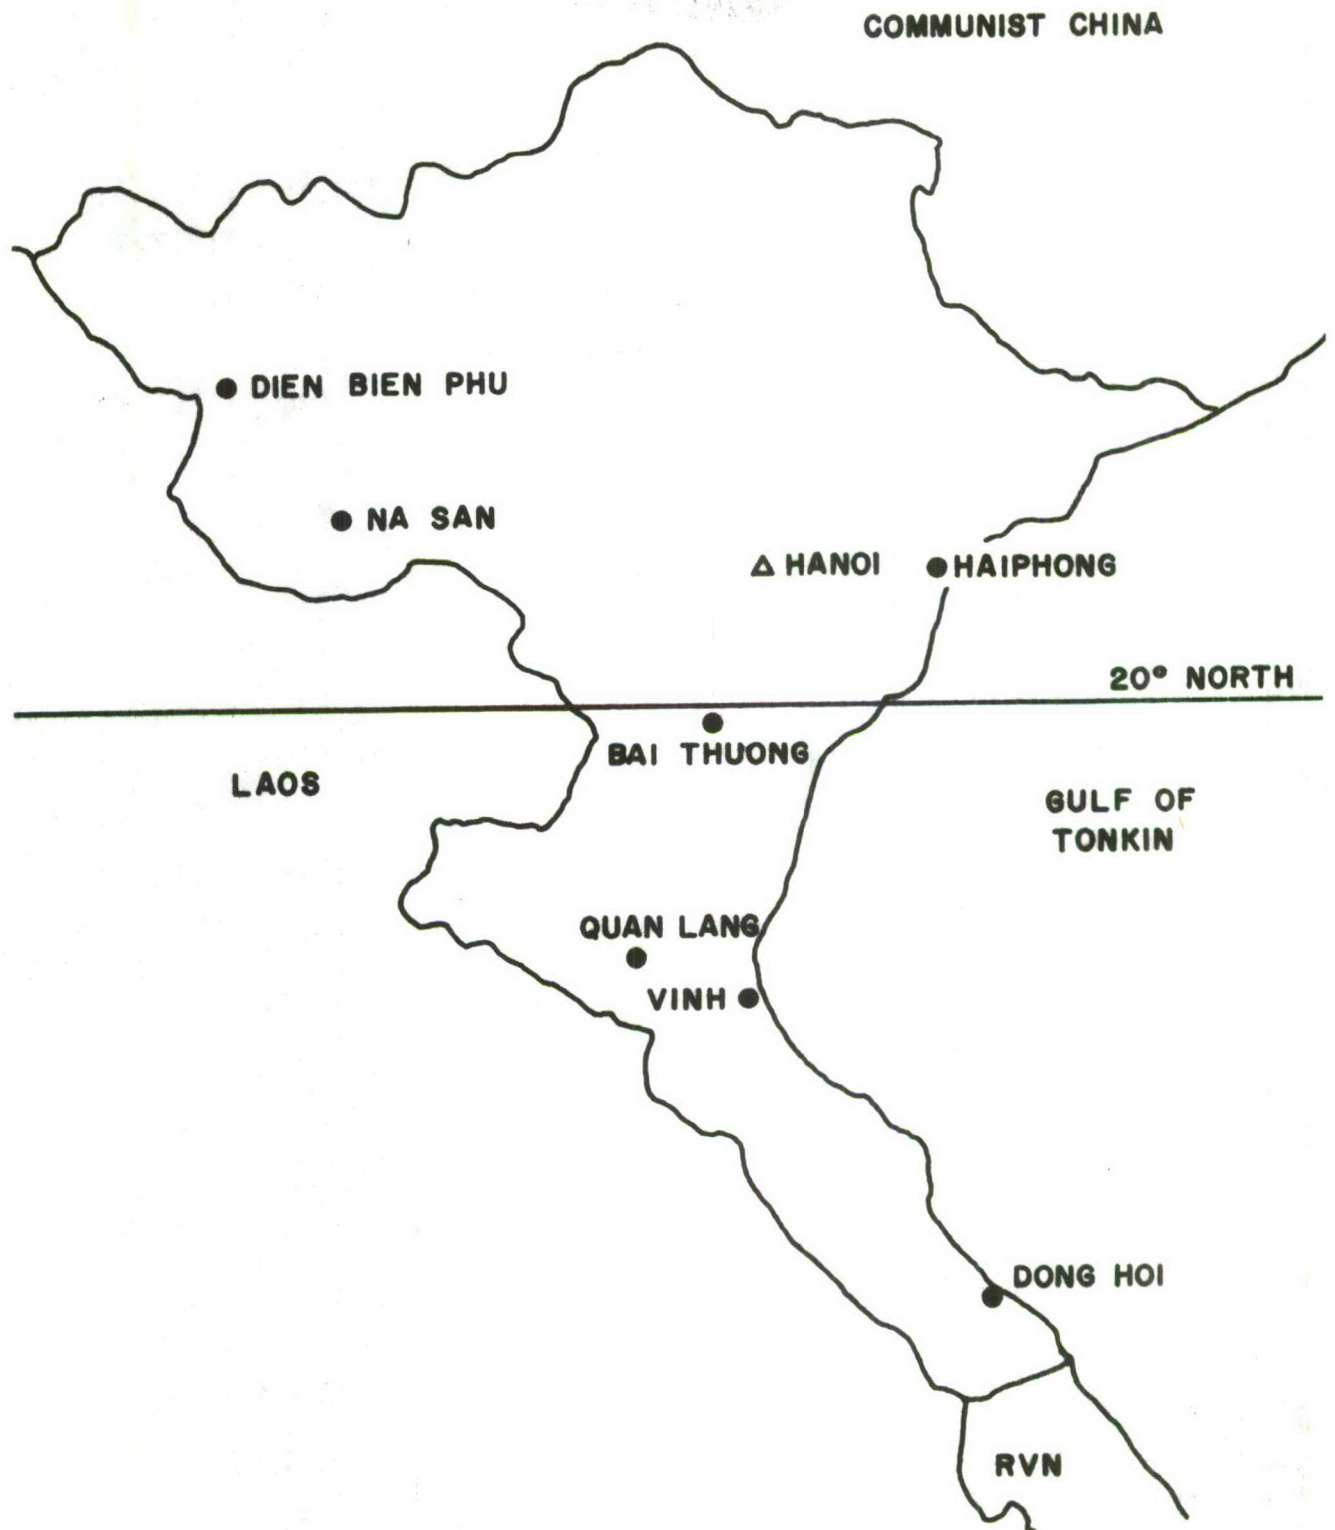 COMMUNIST CHINA
DIEN BIEN PHU
NA SAN
HANOI
HAIPHONG
20° NORTH
BAI THUONG
LAOS
GULF OF
TONKIN
QUAN LANG
VINH
DONG HOI
RVN